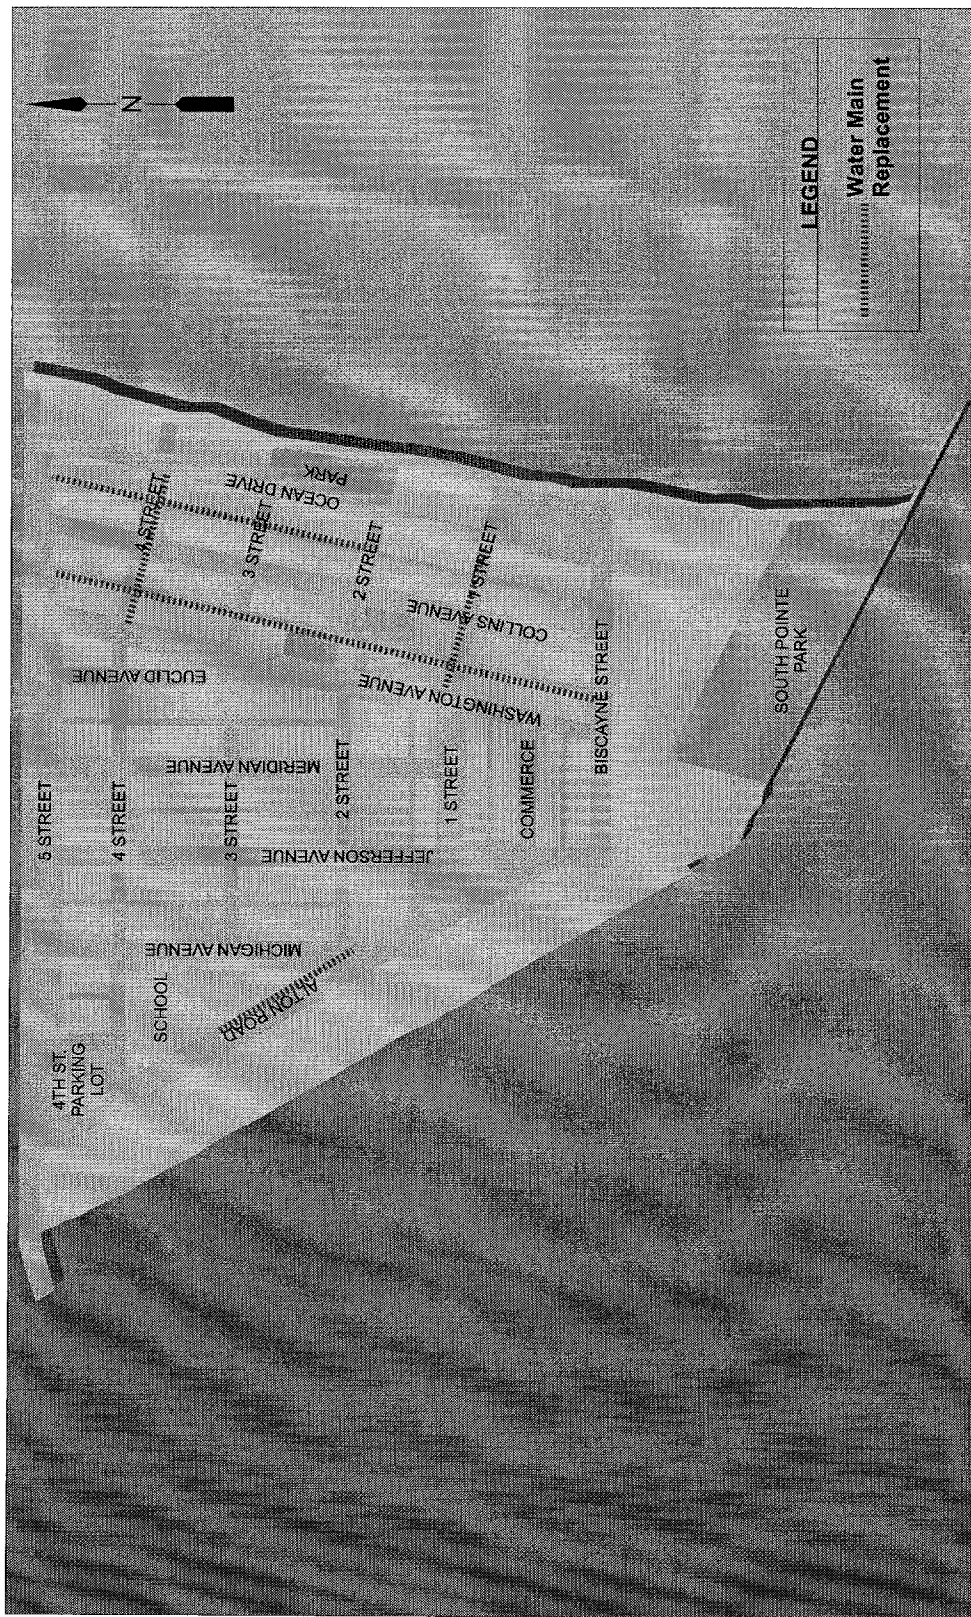 N
LEGEND
Water Main
Replacement
5 STREET
4 STREET
3 STREET
2 STREET
1 STREET
COMMERCE
BISCAYNE STREET
4 STREET
3 STREET
2 STREET
1 STREET
OCEAN DRIVE
PARK
COLLINS AVENUE
WASHINGTON AVENUE
EUCLID AVENUE
MERIDIAN AVENUE
JEFFERSON AVENUE
MICHIGAN AVENUE
ALTON ROAD
SCHOOL
4TH ST.
PARKING
LOT
SOUTH POINTE
PARK